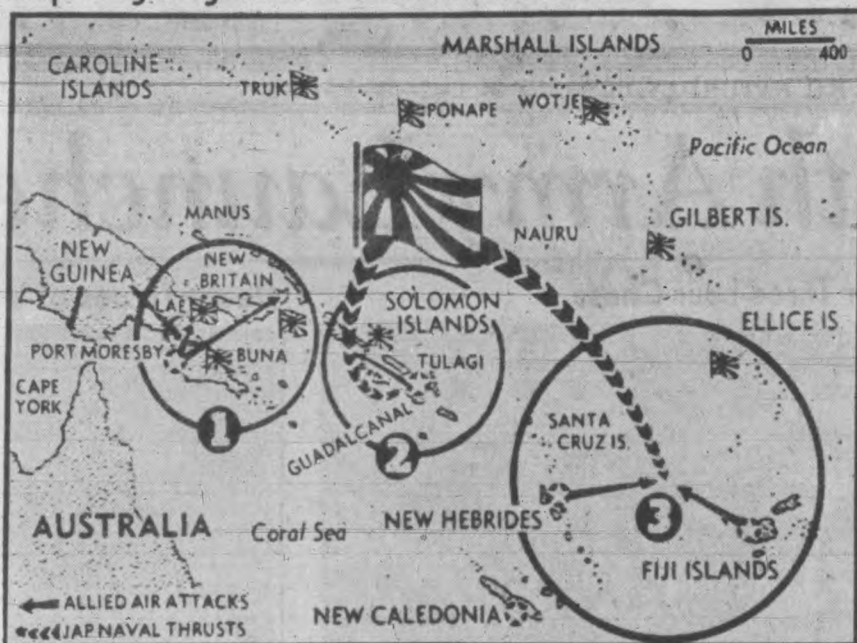 MILES
0 400
MARSHALL ISLANDS
CAROLINE
ISLANDS
TRUK
PONAPE
WOTJE
Pacific Ocean
MANUS
NAURU
GILBERT IS.
NEW
GUINEA
NEW
BRITAIN
LAE
SOLOMON
ISLANDS
ELLICE IS.
PORT MORESBY
BUNA
TULAGI
CAPE
YORK
GUADALCANAL
SANTA
CRUZ IS.
1
2
3
AUSTRALIA
Coral Sea
NEW HEBRIDES
FIJI ISLANDS
ALLIED AIR ATTACKS
JAP NAVAL THRUSTS
NEW CALEDONIA